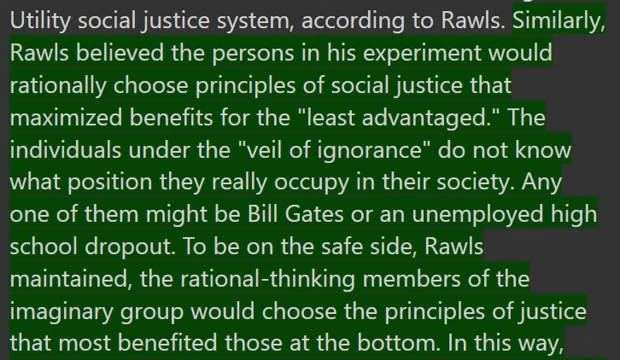 Utility social justice system, according to Rawls. Similarly,
Rawls believed the persons in his experiment would
rationally choose principles of social justice that
maximized benefits for the "least advantaged." The
individuals under the "veil of ignorance" do not know
what position they really occupy in their society. Any
one of them might be Bill Gates or an unemployed high
school dropout. To be on the safe side, Rawls
maintained, the rational-thinking members of the
imaginary group would choose the principles of justice
that most benefited those at the bottom. In this way,